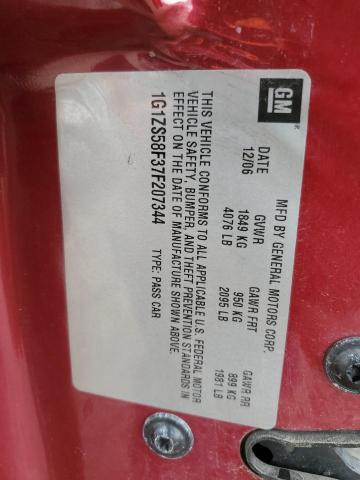 GM
MFD BY GENERAL MOTORS CORP.
DATE GVWR GAWR FRT GAWR RR
12/06 1849 KG 950 KG 899 KG
4076 LB 2095 LB 1981 LB
THIS VEHICLE CONFORMS TO ALL APPLICABLE U.S. FEDERAL MOTOR
VEHICLE SAFETY, BUMPER, AND THEFT PREVENTION STANDARDS IN
EFFECT ON THE DATE OF MANUFACTURE SHOWN ABOVE.
1G1ZS58F37F207344 TYPE: PASS CAR